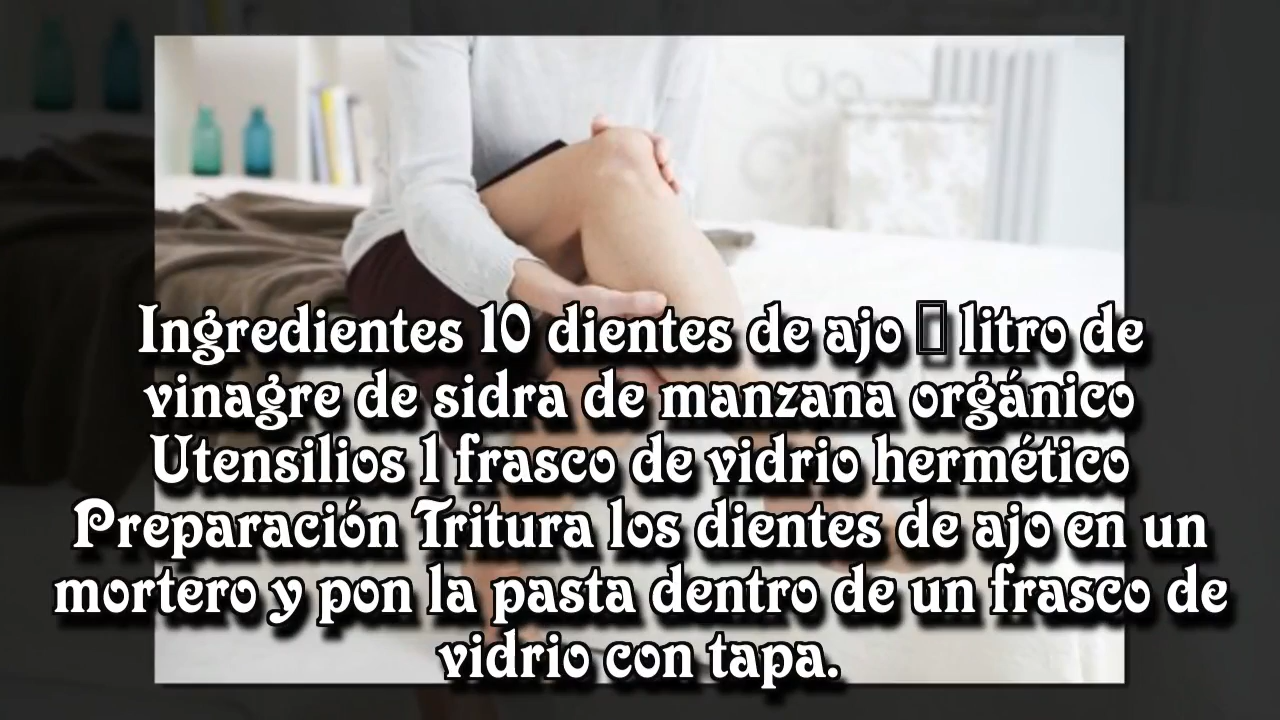 Ingredientes 10 dientes de ajo litro de
vinagre de sidra de manzana orgánico
Utensilios 1 frasco de vidrio hermético
Preparación Tritura los dientes de ajo en un
mortero y pon la pasta dentro de un frasco de
vidrio con tapa.